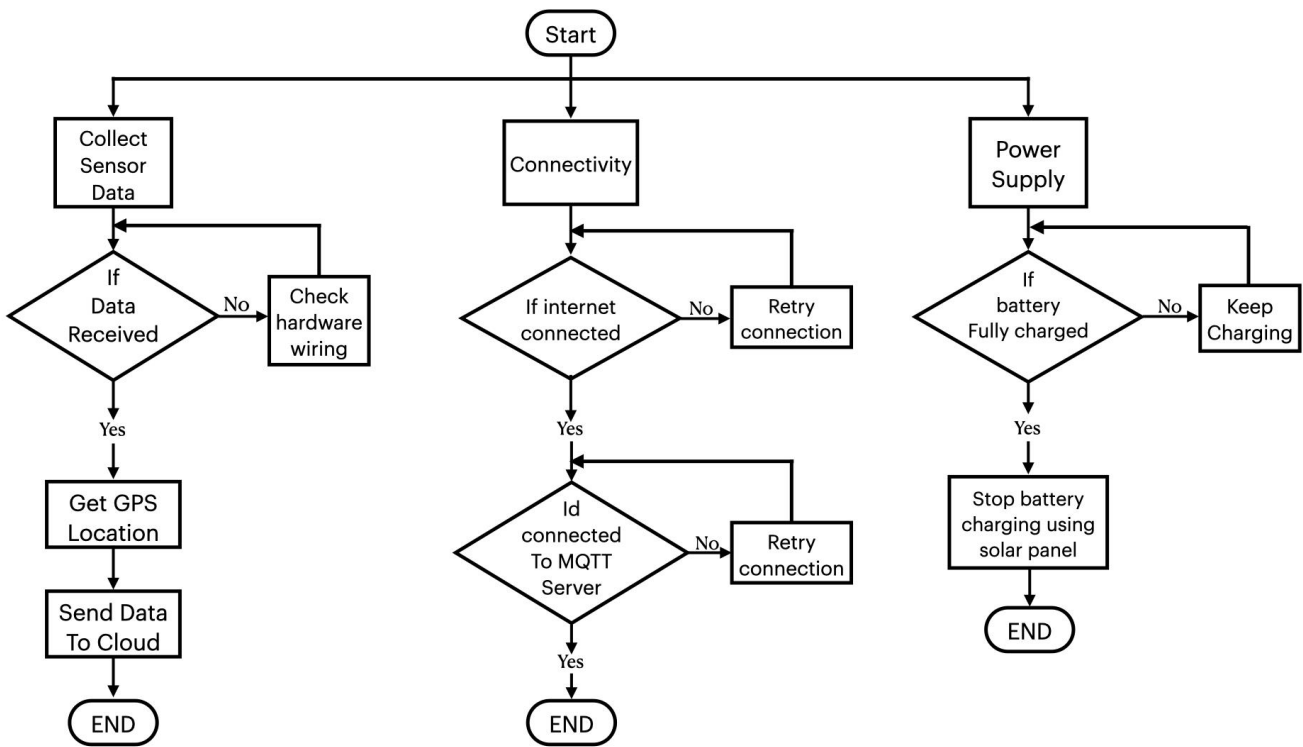 Start
Collect
Sensor
Data
Connectivity
Power
Supply
If
Data
Received
No
Check
hardware
wiring
If internet
connected
No
Retry
connection
If
battery
Fully charged
No
Keep
Charging
Yes
Yes
Yes
Get GPS
Location
Id
connected
To MQTT
Server
No
Retry
connection
Stop battery
charging using
solar panel
Send Data
To Cloud
END
Yes
END
END